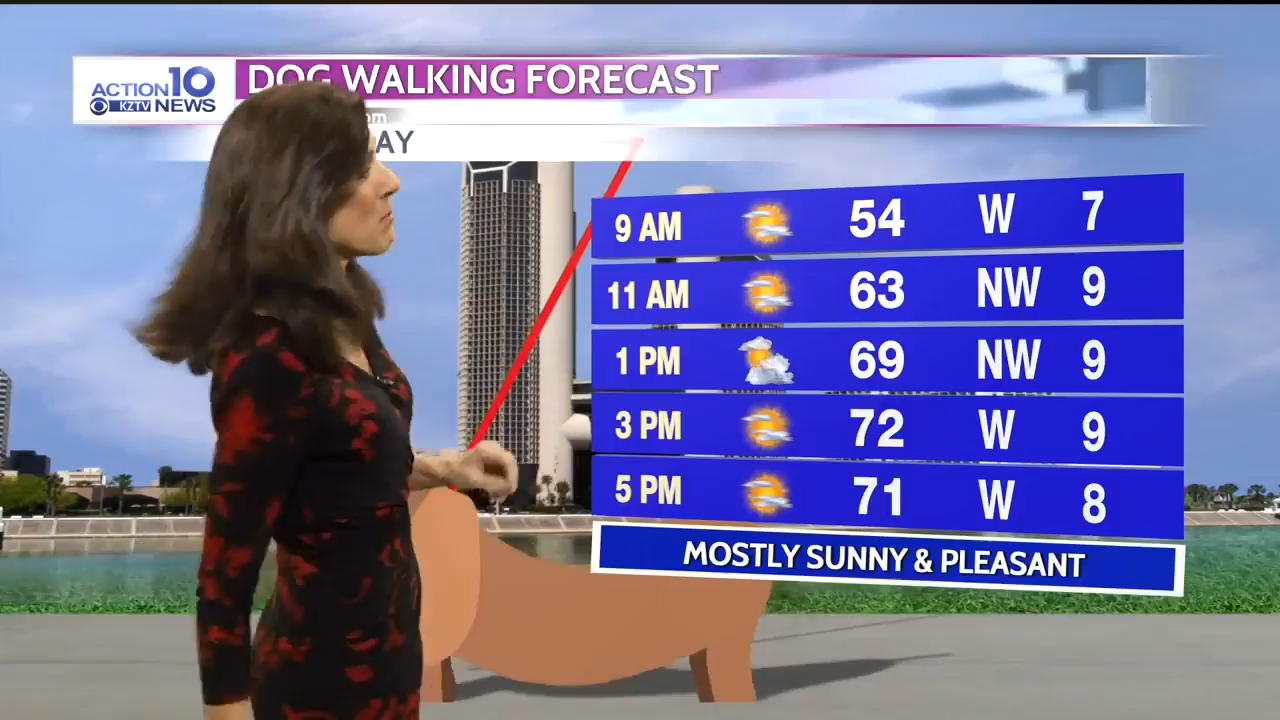 ACTION 10
KZTV NEWS
DOG WALKING FORECAST
9 AM 54 W 7
11 AM 63 NW 9
1 PM 69 NW 9
3 PM 72 W 9
5 PM 71 W 8
MOSTLY SUNNY & PLEASANT